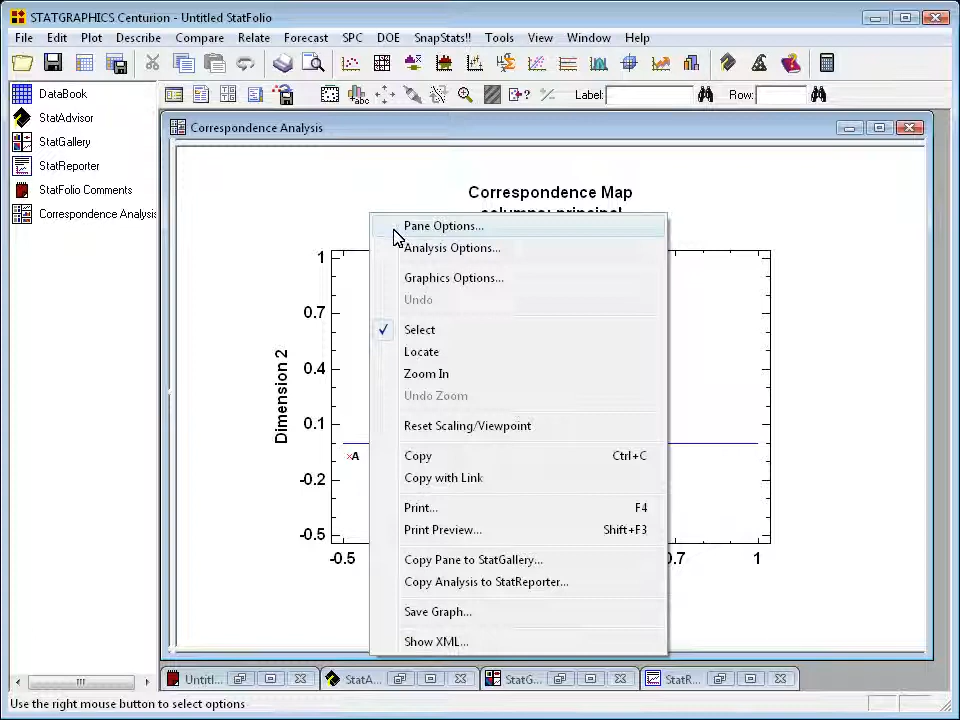 STATGRAPHICS Centurion - Untitled StatFolio
File Edit Plot Describe Compare Relate Forecast SPC DOE SnapStats!! Tools View Window Help
Label: Row:
DataBook
StatAdvisor
StatGallery
StatReporter
StatFolio Comments
Correspondence Analysis
Correspondence Analysis
Correspondence Map
columns: principal
Dimension 2
1
0.7
0.4
0.1
-0.2
-0.5
A
-0.5 0.7 1
Pane Options...
Analysis Options...
Graphics Options...
Undo
Select
Locate
Zoom In
Undo Zoom
Reset Scaling/Viewpoint
Copy Ctrl+C
Copy with Link
Print... F4
Print Preview... Shift+F3
Copy Pane to StatGallery...
Copy Analysis to StatReporter...
Save Graph...
Show XML...
Untitl... StatA... StatG... StatR...
Use the right mouse button to select options